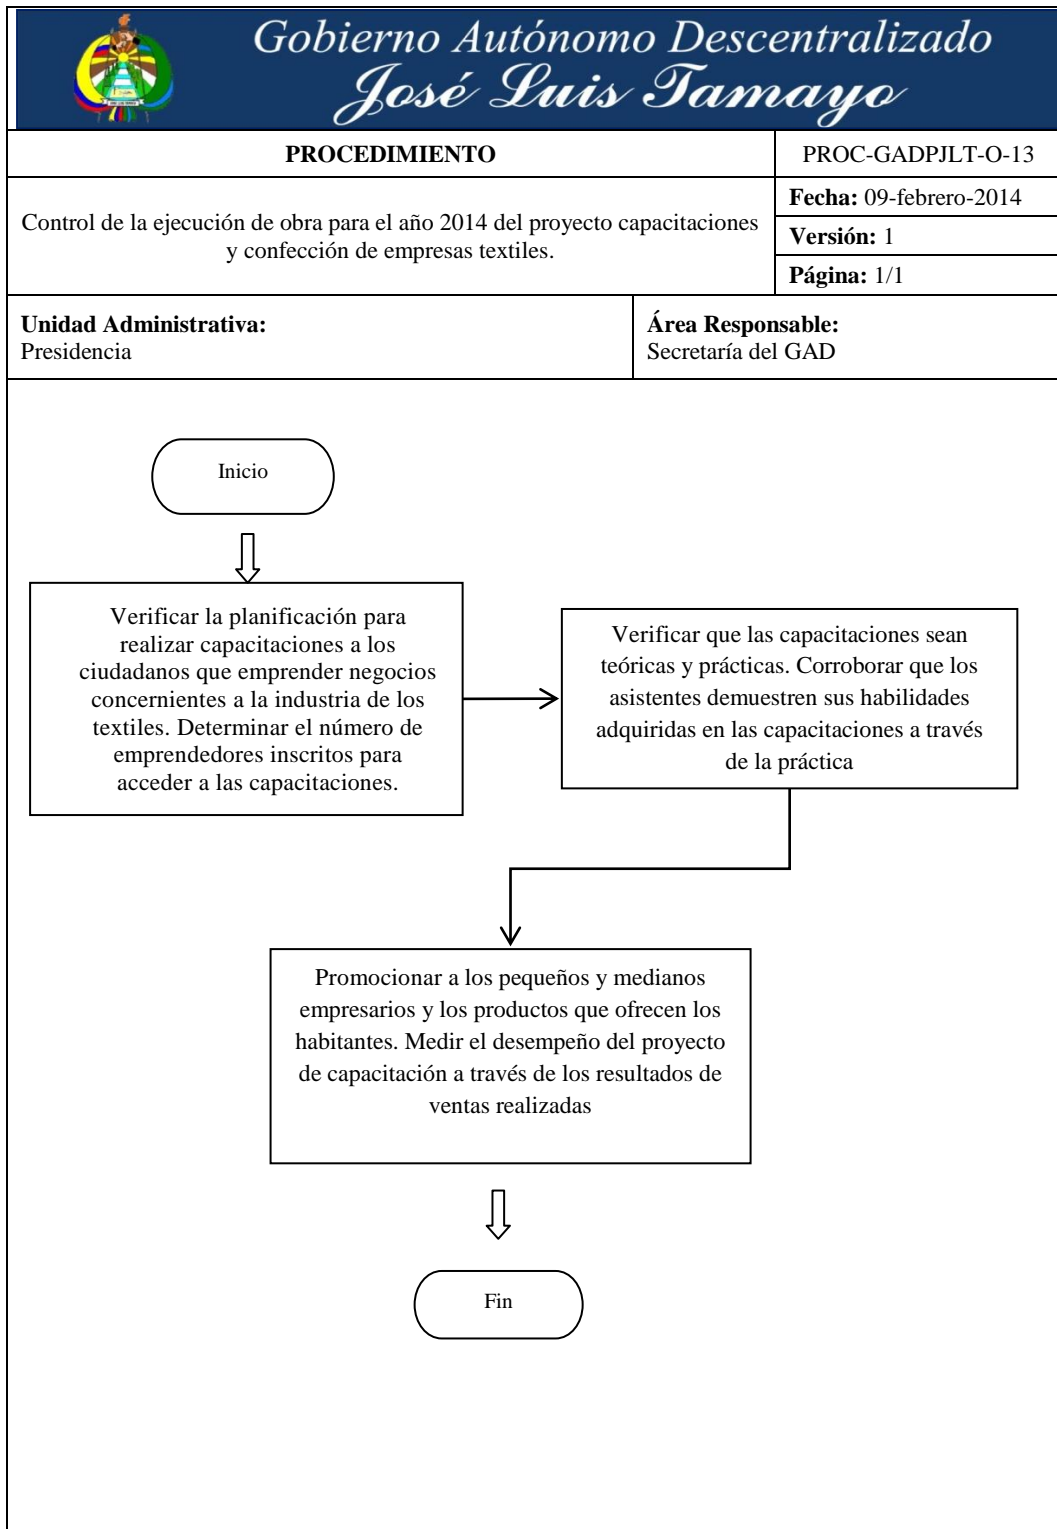 Gobierno Autónomo Descentralizado
José Luis Tamayo
PROCEDIMIENTO
PROC-GADPJLT-O-13
Control de la ejecución de obra para el año 2014 del proyecto capacitaciones
y confección de empresas textiles.
Fecha: 09-febrero-2014
Versión: 1
Página: 1/1
Unidad Administrativa:
Presidencia
Área Responsable:
Secretaría del GAD
Inicio
Verificar la planificación para
realizar capacitaciones a los
ciudadanos que emprender negocios
concernientes a la industria de los
textiles. Determinar el número de
emprendedores inscritos para
acceder a las capacitaciones.
Verificar que las capacitaciones sean
teóricas y prácticas. Corroborar que los
asistentes demuestren sus habilidades
adquiridas en las capacitaciones a través
de la práctica
Promocionar a los pequeños y medianos
empresarios y los productos que ofrecen los
habitantes. Medir el desempeño del proyecto
de capacitación a través de los resultados de
ventas realizadas
Fin